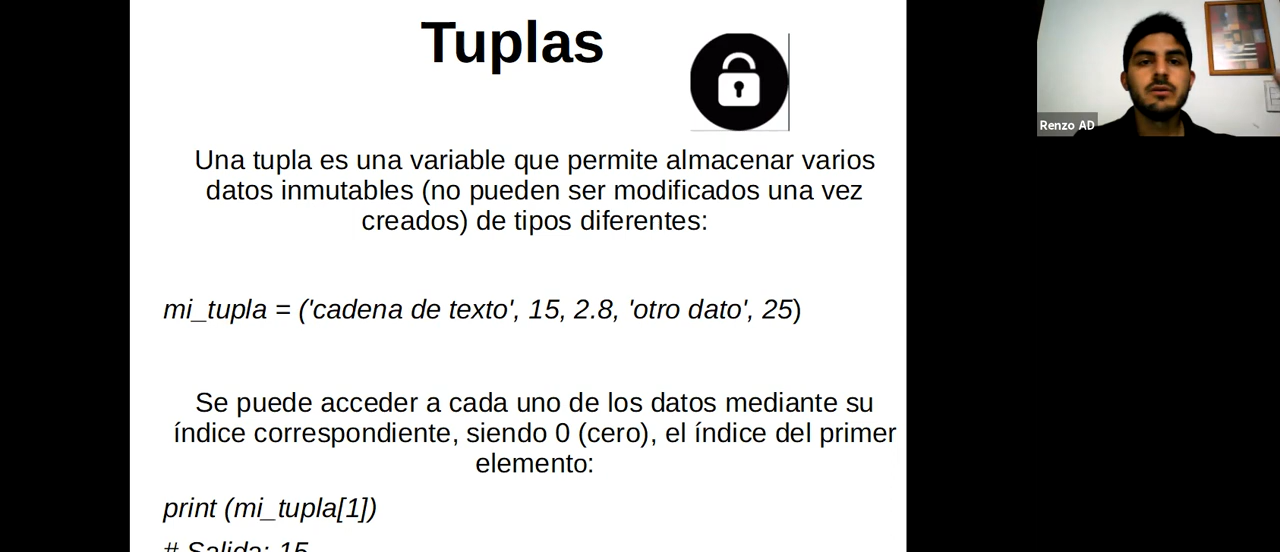 Tuplas
Una tupla es una variable que permite almacenar varios
datos inmutables (no pueden ser modificados una vez
creados) de tipos diferentes:
mi_tupla = ('cadena de texto', 15, 2.8, 'otro dato', 25)
Se puede acceder a cada uno de los datos mediante su
índice correspondiente, siendo 0 (cero), el índice del primer
elemento:
print (mi_tupla[1])
# Salida: 15
Renzo AD